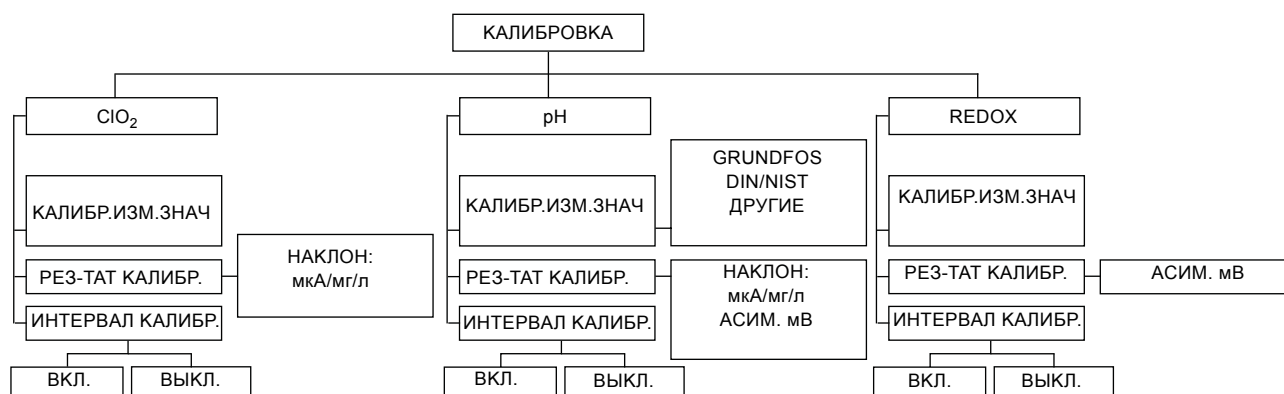 КАЛИБРОВКА
ClO2
pH
REDOX
GRUNDFOS
DIN/NIST
ДРУГИЕ
КАЛИБР.ИЗМ.ЗНАЧ
КАЛИБР.ИЗМ.ЗНАЧ
КАЛИБР.ИЗМ.ЗНАЧ
РЕЗ-ТАТ КАЛИБР.
НАКЛОН:
мкА/мг/л
РЕЗ-ТАТ КАЛИБР.
НАКЛОН:
мкА/мг/л
АСИМ. мВ
РЕЗ-ТАТ КАЛИБР.
АСИМ. мВ
ИНТЕРВАЛ КАЛИБР.
ИНТЕРВАЛ КАЛИБР.
ИНТЕРВАЛ КАЛИБР.
ВКЛ.
ВЫКЛ.
ВКЛ.
ВЫКЛ.
ВКЛ.
ВЫКЛ.